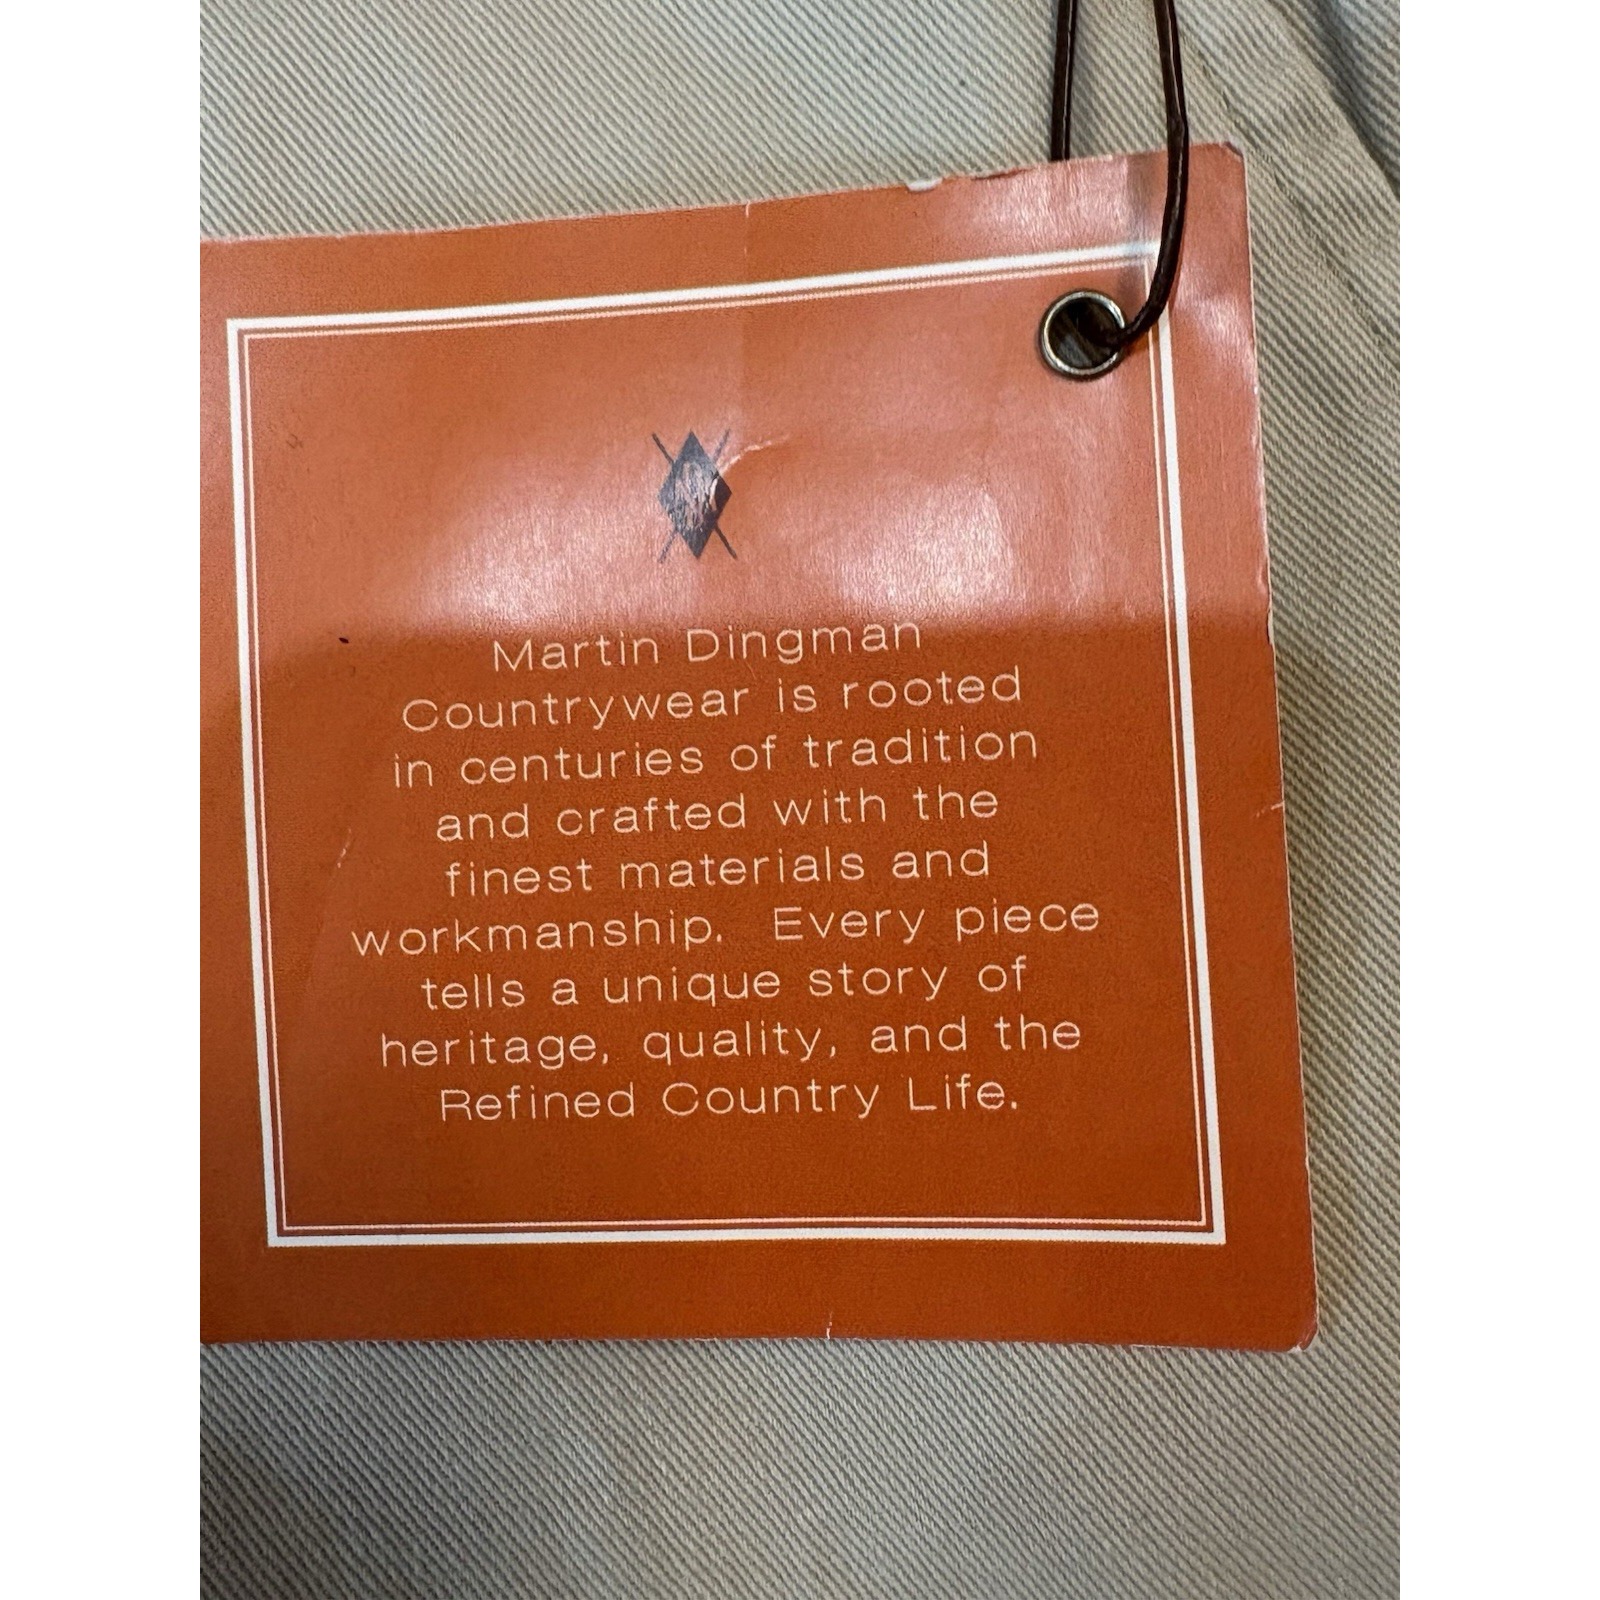 Martin Dingman
Countrywear is rooted
in centuries of tradition
and crafted with the
finest materials and
workmanship. Every piece
tells a unique story of
heritage, quality, and the
Refined Country Life.